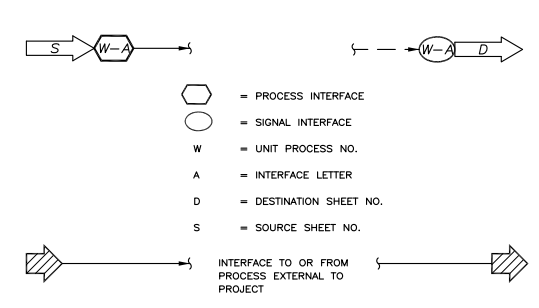 S W-A W-A D
= PROCESS INTERFACE
= SIGNAL INTERFACE
W = UNIT PROCESS NO.
A = INTERFACE LETTER
D = DESTINATION SHEET NO.
S = SOURCE SHEET NO.
INTERFACE TO OR FROM
PROCESS EXTERNAL TO
PROJECT